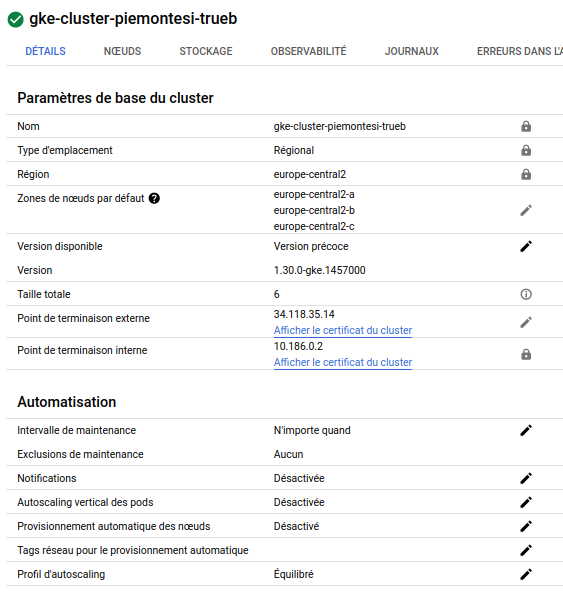 gke-cluster-piemontesi-trueb
DÉTAILS NŒUDS STOCKAGE OBSERVABILITÉ JOURNAUX ERREURS DANS L'A
Paramètres de base du cluster
Nom gke-cluster-piemontesi-trueb
Type d'emplacement Régional
Région europe-central2
Zones de nœuds par défaut europe-central2-a
europe-central2-b
europe-central2-c
Version disponible Version précoce
Version 1.30.0-gke.1457000
Taille totale 6
Point de terminaison externe 34.118.35.14
Afficher le certificat du cluster
Point de terminaison interne 10.186.0.2
Afficher le certificat du cluster
Automatisation
Intervalle de maintenance N'importe quand
Exclusions de maintenance Aucun
Notifications Désactivée
Autoscaling vertical des pods Désactivée
Provisionnement automatique des nœuds Désactivé
Tags réseau pour le provisionnement automatique
Profil d'autoscaling Équilibré